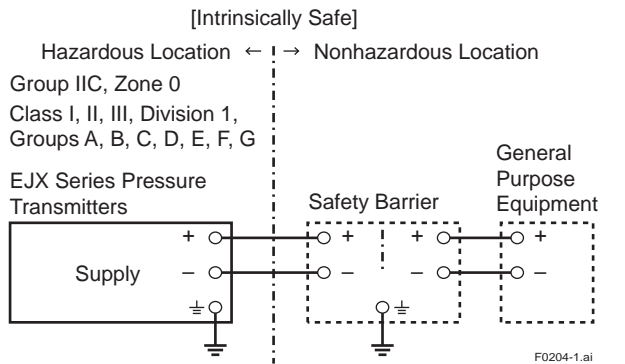 [Intrinsically Safe]
Hazardous Location ← → Nonhazardous Location
Group IIC, Zone 0
Class I, II, III, Division 1,
Groups A, B, C, D, E, F, G
EJX Series Pressure
Transmitters
Safety Barrier
General
Purpose
Equipment
+ + + +
Supply
– – – –
F0204-1.ai